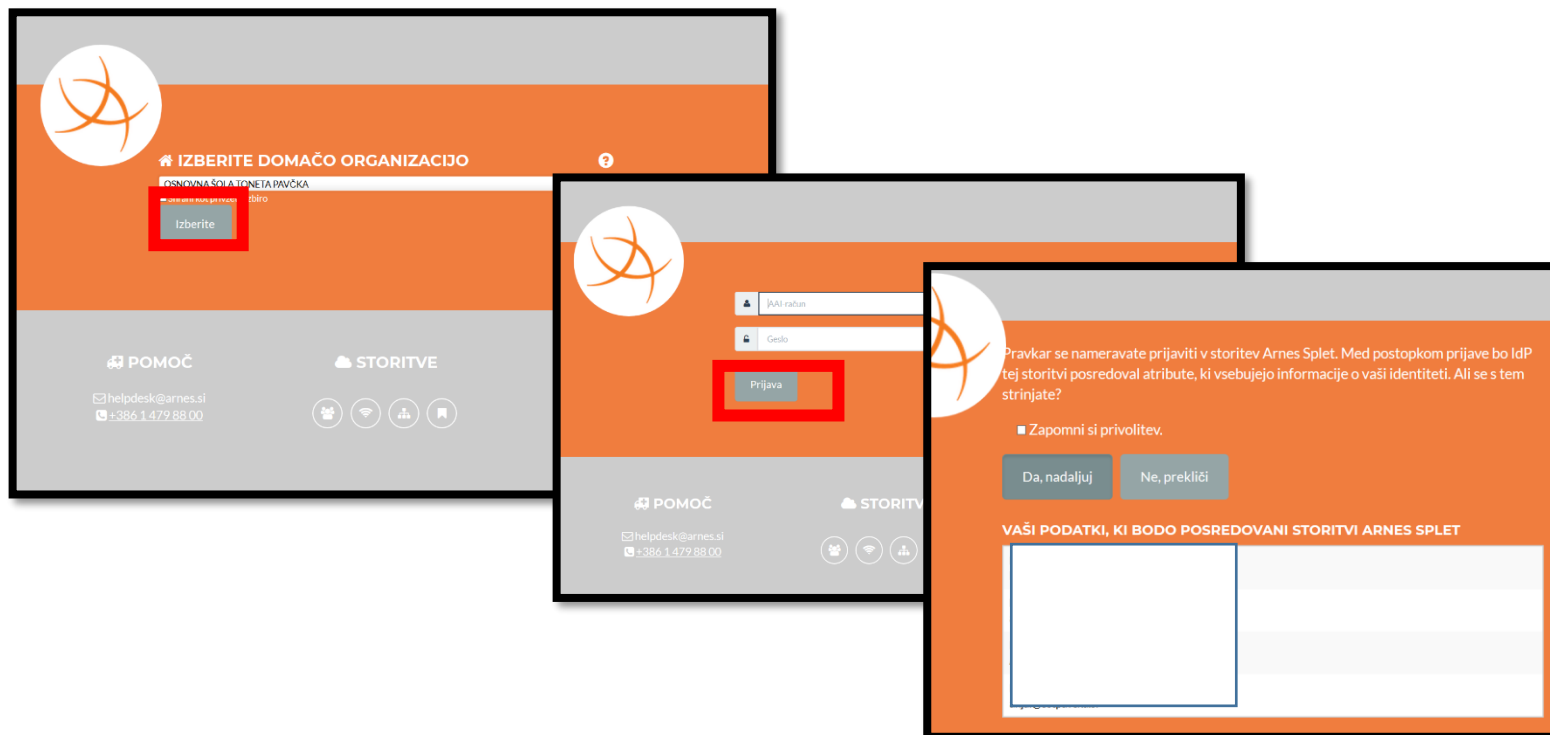 IZBERITE DOMAČO ORGANIZACIJO
OSNOVNA ŠOLA TONETA PAVČKA
Izberite
POMOČ
helpdesk@arnes.si
+386 1 479 88 00
STORITVE
AAI-račun
Geslo
Prijava
POMOČ
helpdesk@arnes.si
+386 1 479 88 00
Pravkar se nameravate prijaviti v storitev Arnes Splet. Med postopkom prijave bo IdP
tej storitvi posredoval atribute, ki vsebujejo informacije o vaši identiteti. Ali se s tem
strinjate?
Zapomni si privolitev.
Da, nadaljuj
Ne, prekliči
VAŠI PODATKI, KI BODO POSREDOVANI STORITVI ARNES SPLET